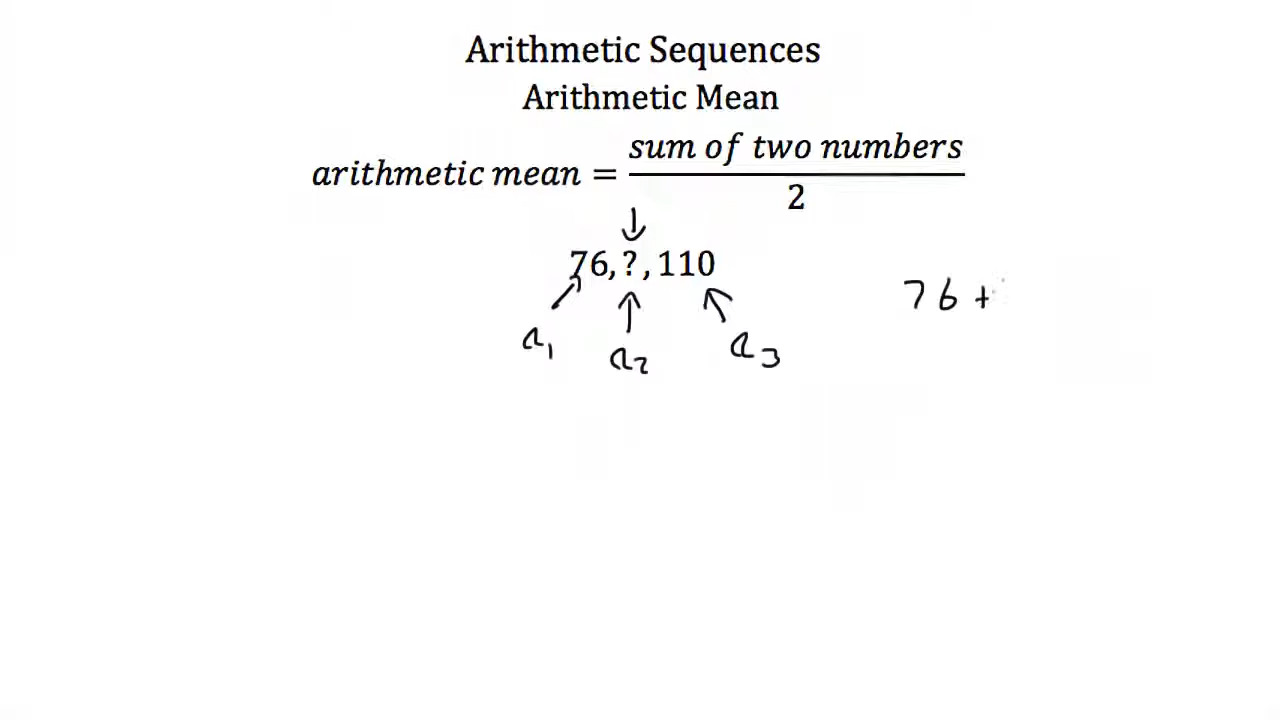 Arithmetic Sequences
Arithmetic Mean
arithmetic mean = sum of two numbers / 2
76, ?, 110
76 +
a1 a2 a3